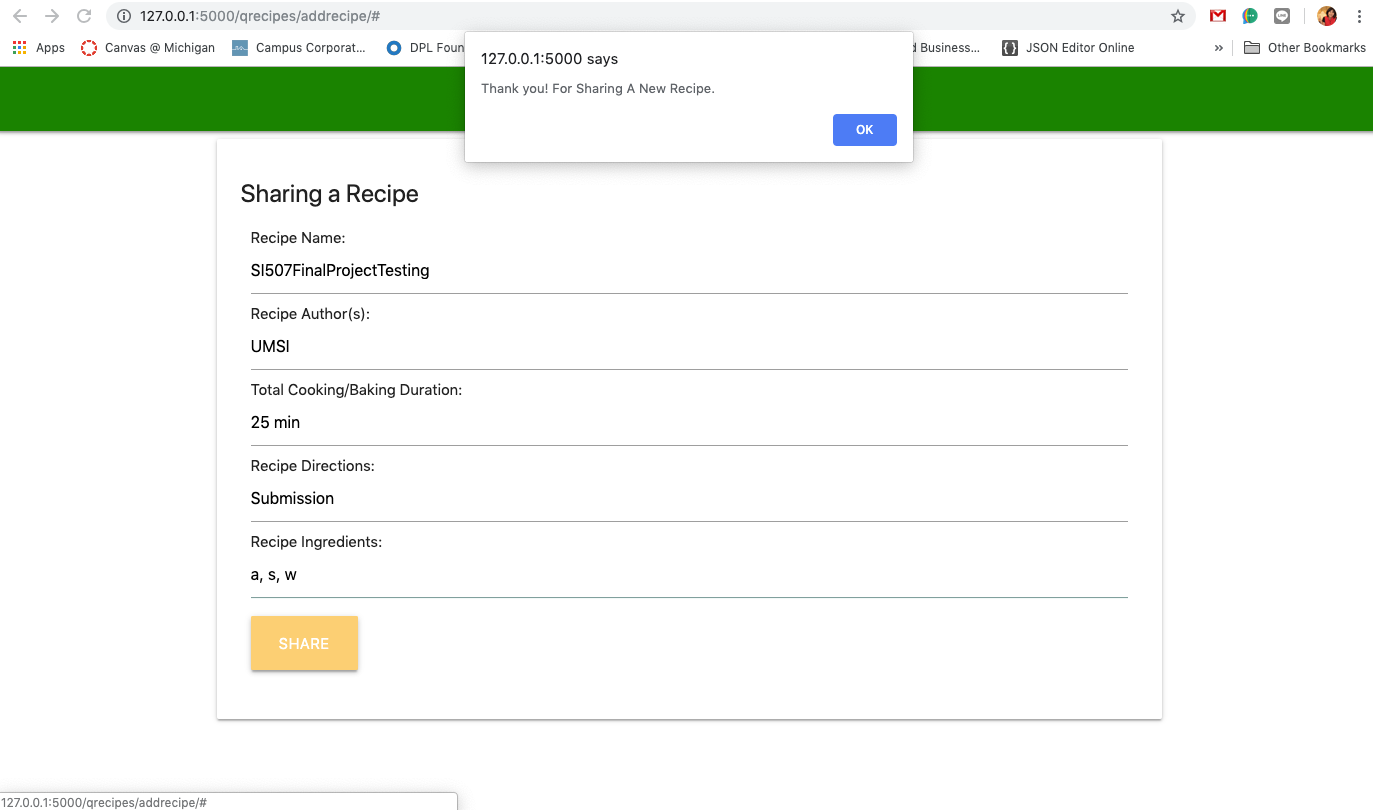 127.0.0.1:5000/qrecipes/addrecipe/#
Apps Canvas @ Michigan Campus Corporat... DPL Foun d Business... JSON Editor Online » Other Bookmarks
127.0.0.1:5000 says
Thank you! For Sharing A New Recipe.
OK
Sharing a Recipe
Recipe Name:
SI507FinalProjectTesting
Recipe Author(s):
UMSI
Total Cooking/Baking Duration:
25 min
Recipe Directions:
Submission
Recipe Ingredients:
a, s, w
SHARE
127.0.0.1:5000/qrecipes/addrecipe/#